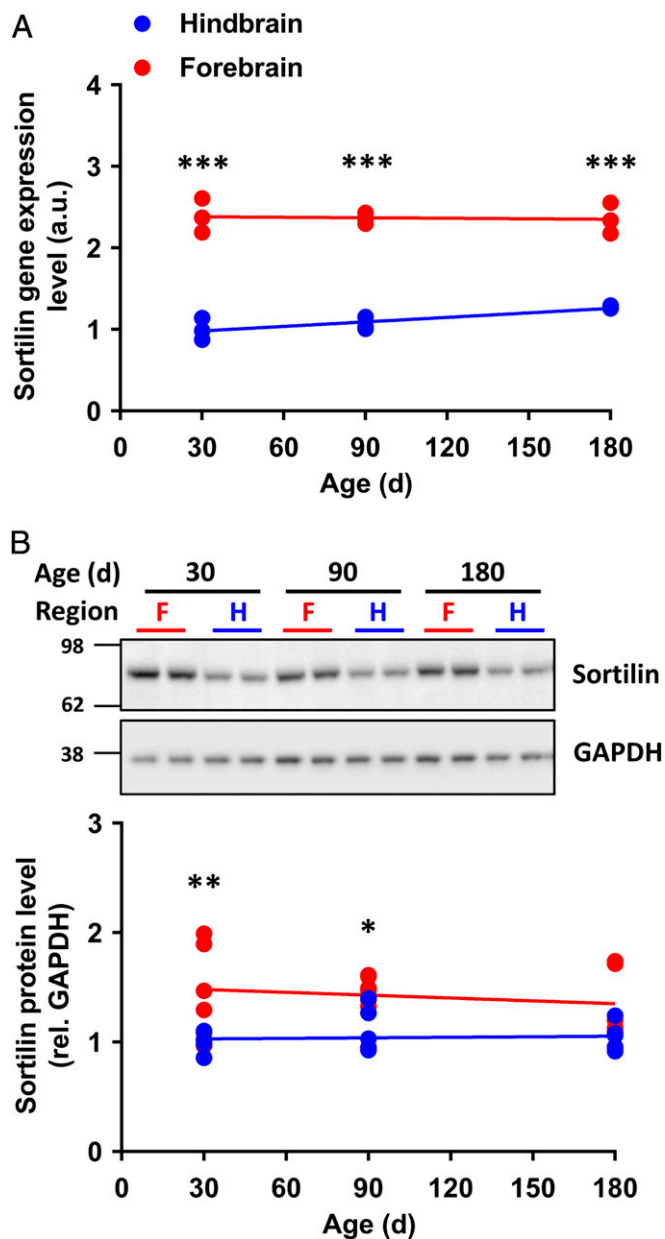 A
Hindbrain
Forebrain
Sortilin gene expression
level (a.u.)
4
3
2
1
0
***
***
***
0 30 60 90 120 150 180
Age (d)
B
Age (d) 30 90 180
Region F H F H F H
98
62
Sortilin
38
GAPDH
Sortilin protein level
(rel. GAPDH)
3
2
1
0
**
*
0 30 60 90 120 150 180
Age (d)